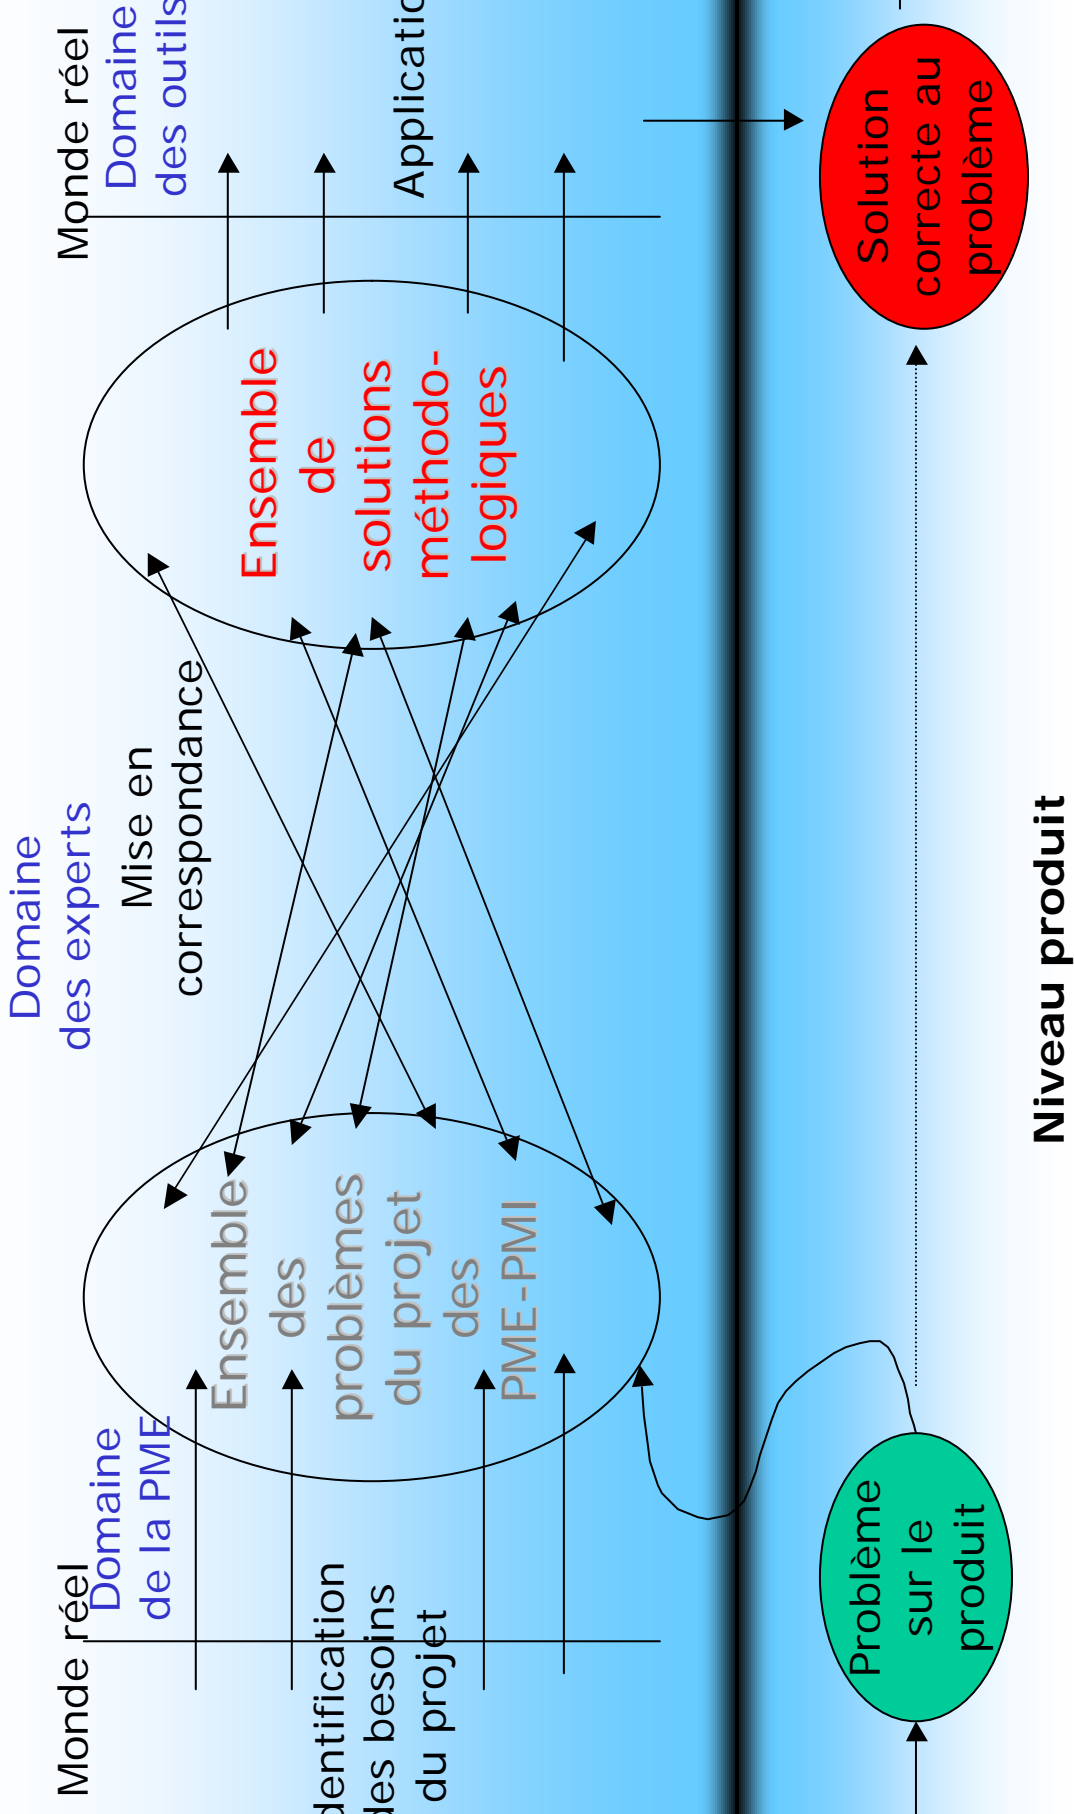 Domaine
des experts
Monde réel
Domaine
de la PME
Mise en
correspondance
Monde réel
Domaine
des outils
dentification
des besoins
du projet
Ensemble
des
problèmes
du projet
des
PME-PMI
Ensemble
de
solutions
méthodo-
logiques
Applicatio
Problème
sur le
produit
Solution
correcte au
problème
Niveau produit